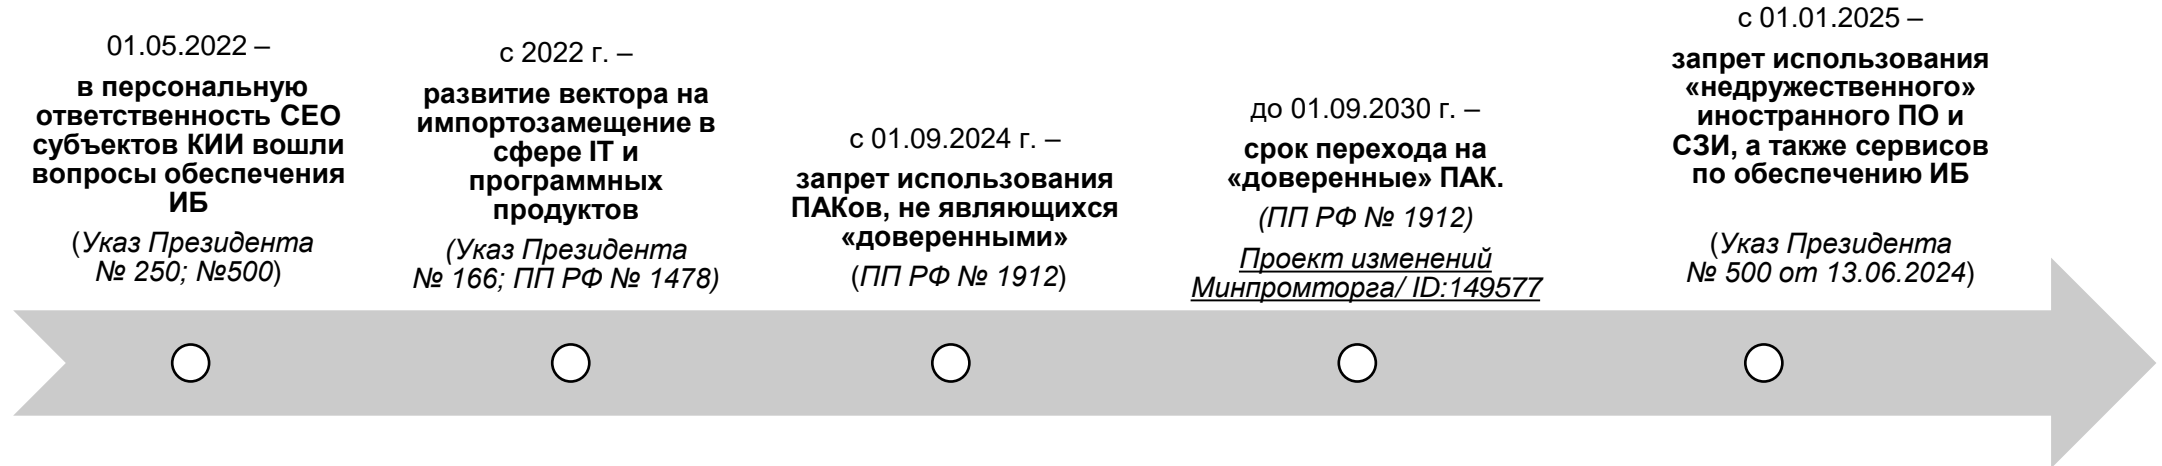 01.05.2022 –
в персональную
ответственность CEO
субъектов КИИ вошли
вопросы обеспечения
ИБ
(Указ Президента
№ 250; №500)
с 2022 г. –
развитие вектора на
импортозамещение в
сфере IT и
программных
продуктов
(Указ Президента
№ 166; ПП РФ № 1478)
с 01.09.2024 г. –
запрет использования
ПАКов, не являющихся
«доверенными»
(ПП РФ № 1912)
до 01.09.2030 г. –
срок перехода на
«доверенные» ПАК.
(ПП РФ № 1912)
Проект изменений
Минпромторга/ ID:149577
с 01.01.2025 –
запрет использования
«недружественного»
иностранного ПО и
СЗИ, а также сервисов
по обеспечению ИБ
(Указ Президента
№ 500 от 13.06.2024)